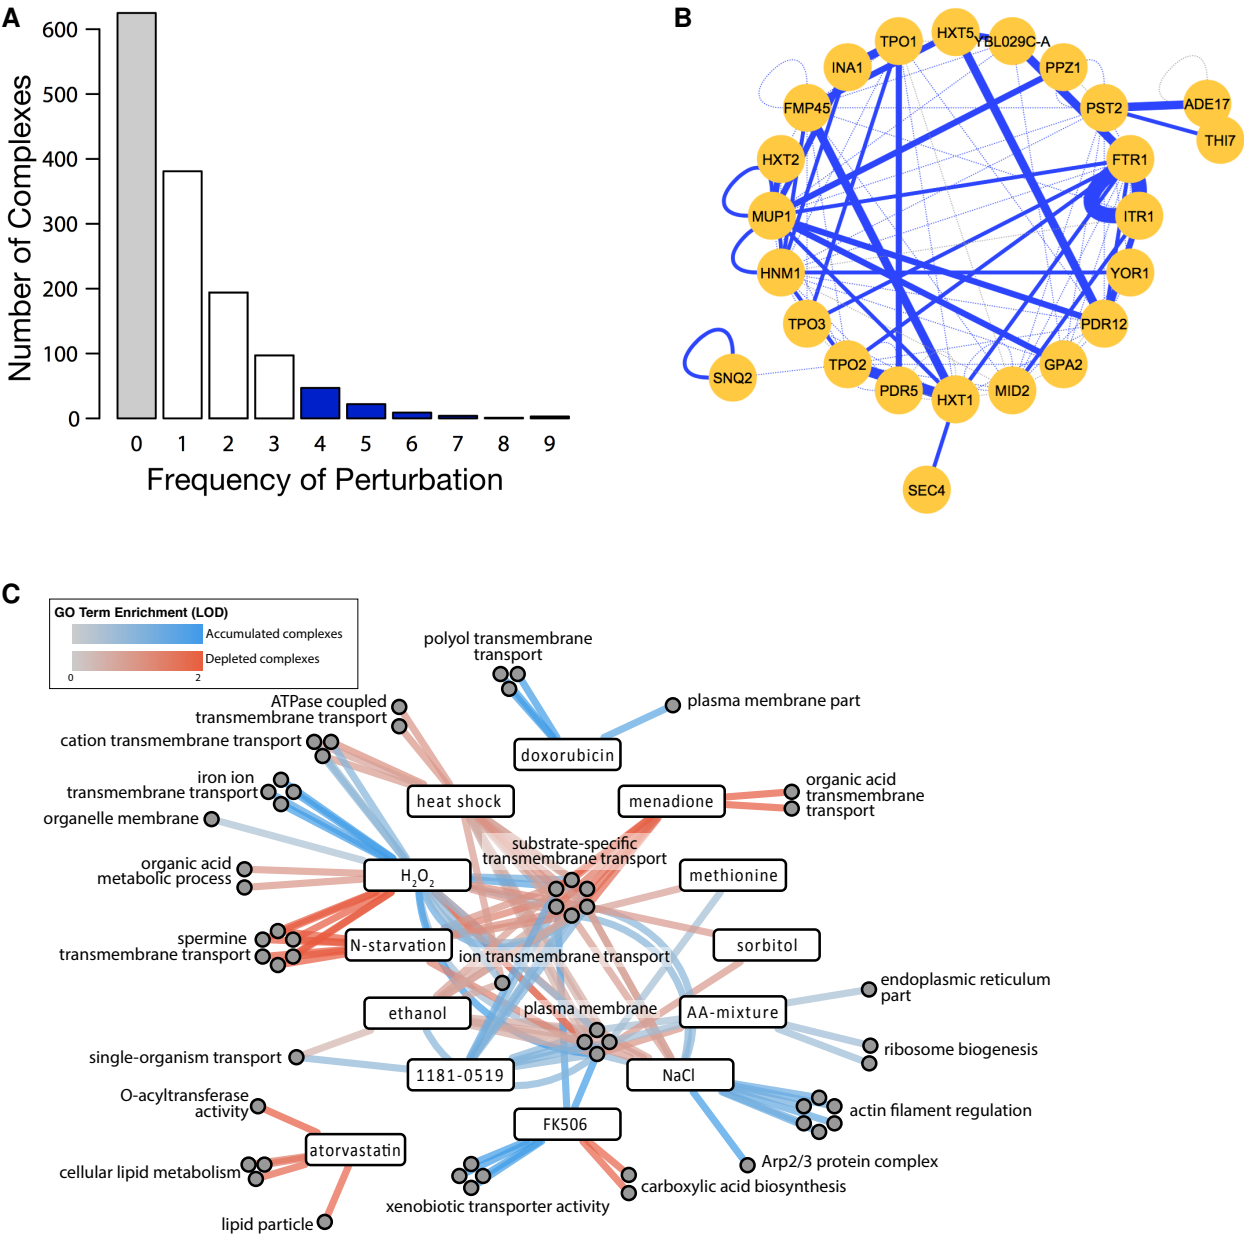 A
Number of Complexes
600
500
400
300
200
100
0
0 1 2 3 4 5 6 7 8 9
Frequency of Perturbation
B
HXT5
YBL029C-A
TPO1
INA1
PPZ1
FMP45
PST2
ADE17
THI7
HXT2
FTR1
MUP1
ITR1
HNM1
YOR1
TPO3
PDR12
TPO2
GPA2
SNQ2
PDR5
HXT1
MID2
SEC4
C
GO Term Enrichment (LOD)
Accumulated complexes
Depleted complexes
0 2
polyol transmembrane
transport
plasma membrane part
ATPase coupled
transmembrane transport
cation transmembrane transport
doxorubicin
iron ion
transmembrane transport
heat shock
menadione
organic acid
transmembrane
transport
organelle membrane
substrate-specific
transmembrane transport
organic acid
metabolic process
H2O2
methionine
spermine
transmembrane transport
N-starvation
sorbitol
ion transmembrane transport
endoplasmic reticulum
part
ethanol
plasma membrane
AA-mixture
single-organism transport
1181-0519
NaCl
ribosome biogenesis
O-acyltransferase
activity
FK506
actin filament regulation
atorvastatin
cellular lipid metabolism
Arp2/3 protein complex
carboxylic acid biosynthesis
xenobiotic transporter activity
lipid particle